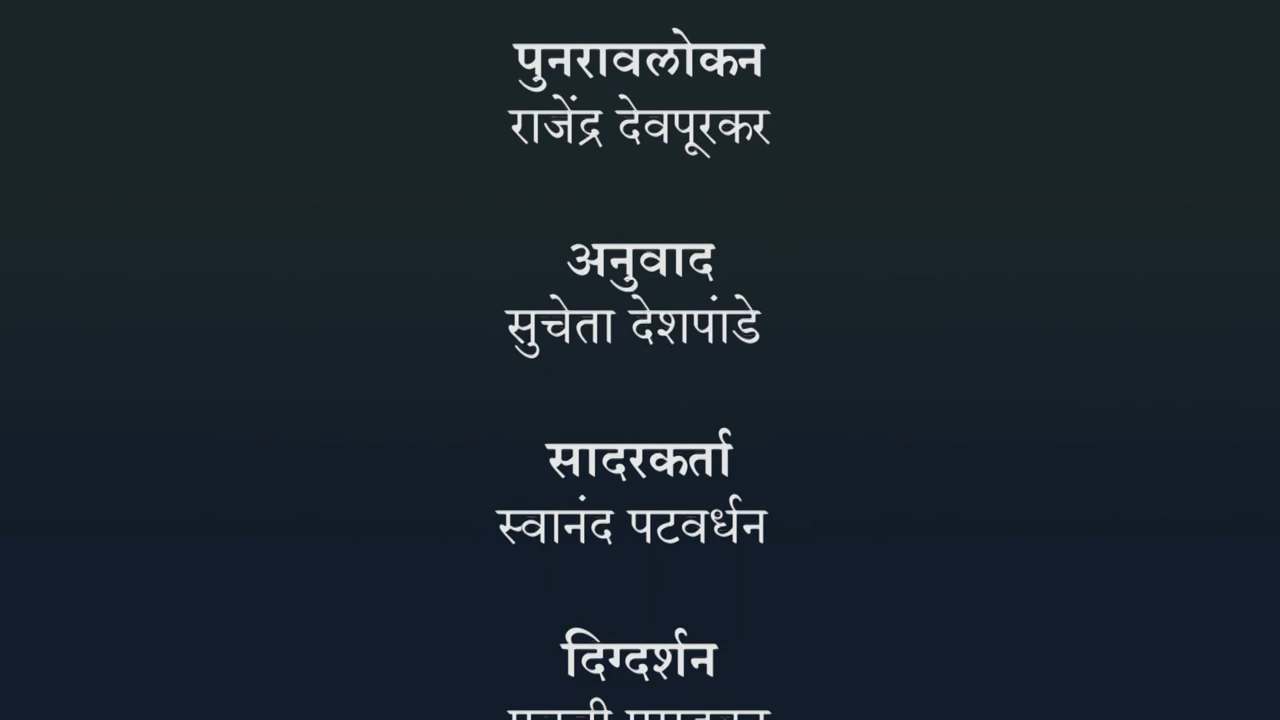 पुनरावलोकन
राजेंद्र देवपूरकर
अनुवाद
सुचेता देशपांडे
सादरकर्ता
स्वानंद पटवर्धन
दिग्दर्शन